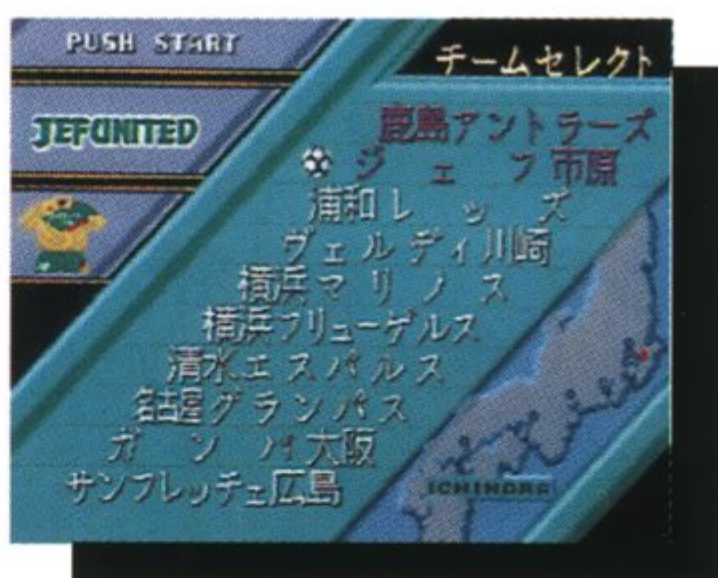 PUSH START
チームセレクト
JEFUNITED
鹿島アントラーズ
ジェフ市原
浦和レッズ
ヴェルディ川崎
横浜マリノス
横浜フリューゲルス
清水エスパルス
名古屋グランパス
ガンバ大阪
サンフレッチェ広島
ICHIHARA